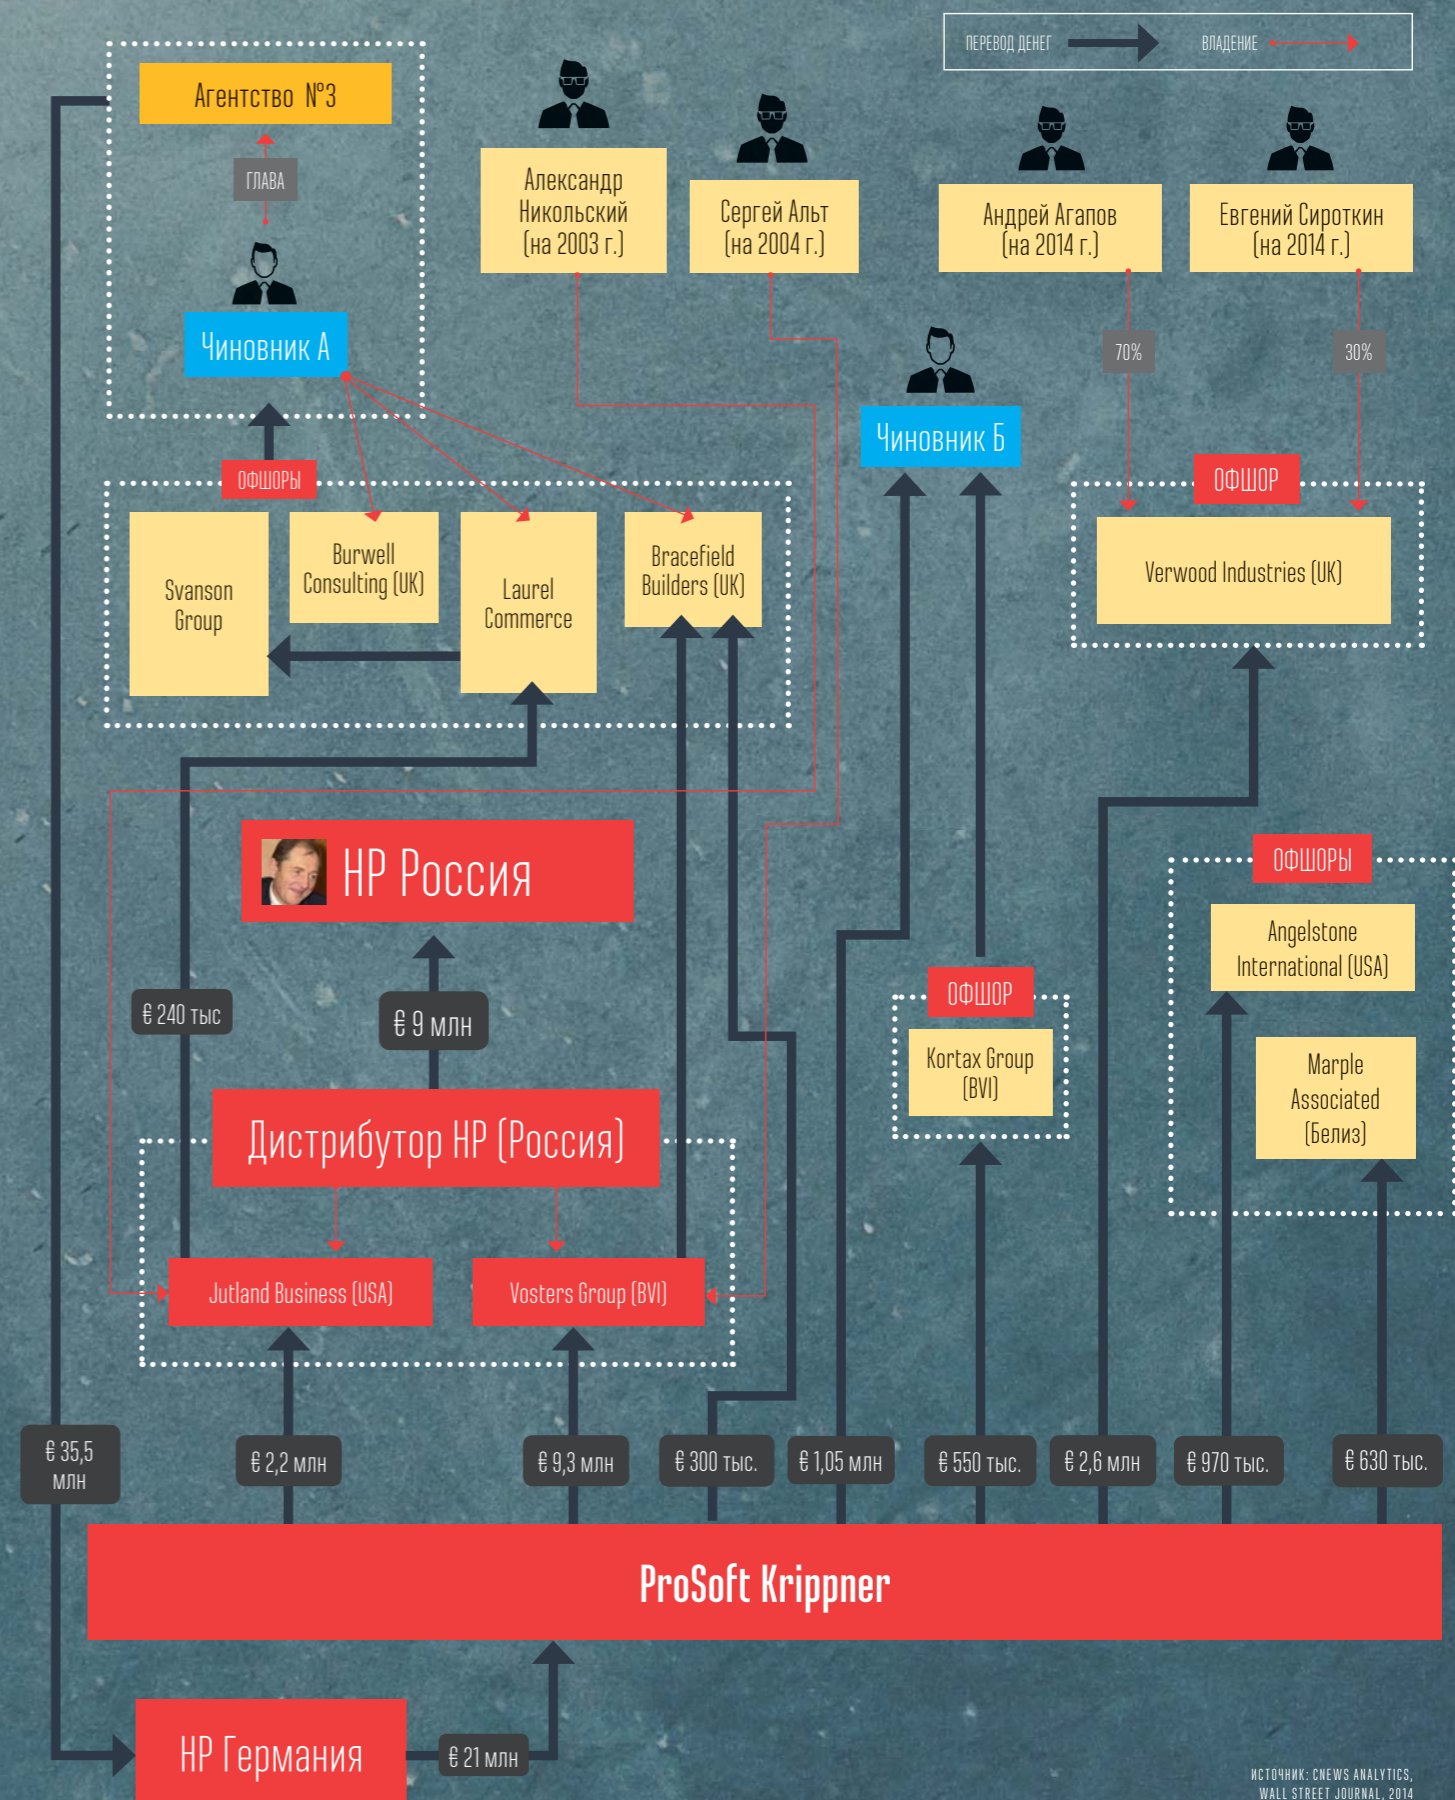 ПЕРЕВОД ДЕНЕГ
ВЛАДЕНИЕ
Агентство №3
ГЛАВА
Чиновник А
Александр
Никольский
(на 2003 г.)
Сергей Альт
(на 2004 г.)
Андрей Агапов
(на 2014 г.)
Евгений Сироткин
(на 2014 г.)
70%
30%
Чиновник Б
ОФШОРЫ
Svanson
Group
Burwell
Consulting (UK)
Laurel
Commerce
Bracefield
Builders (UK)
ОФШОР
Verwood Industries (UK)
HP Россия
ОФШОРЫ
Angelstone
International (USA)
Marple
Associated
(Белиз)
ОФШОР
Kortax Group
(BVI)
€ 240 тыс
€ 9 млн
Дистрибутор HP (Россия)
Jutland Business (USA)
Vosters Group (BVI)
€ 35,5
млн
€ 2,2 млн
€ 9,3 млн
€ 300 тыс.
€ 1,05 млн
€ 550 тыс.
€ 2,6 млн
€ 970 тыс.
€ 630 тыс.
ProSoft Krippner
HP Германия
€ 21 млн
ИСТОЧНИК: CNEWS ANALYTICS,
WALL STREET JOURNAL, 2014